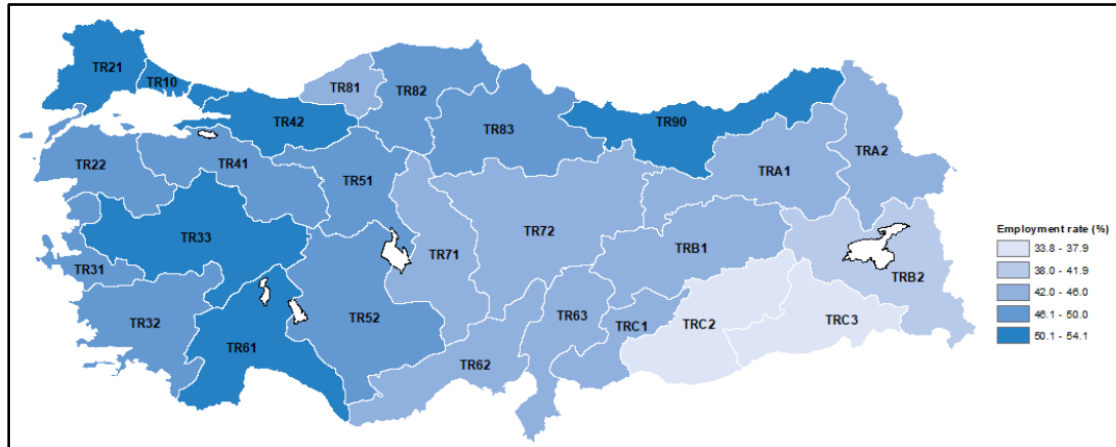 TR21
TR10
TR81
TR82
TR42
TR83
TR90
TR22
TR41
TR51
TRA1
TRA2
TR33
TR71
TR72
TRB1
TR31
TRB2
TR32
TR52
TR63
TRC1
TRC2
TRC3
TR61
TR62
Employment rate (%)
33.8 - 37.9
38.0 - 41.9
42.0 - 46.0
46.1 - 50.0
50.1 - 54.1